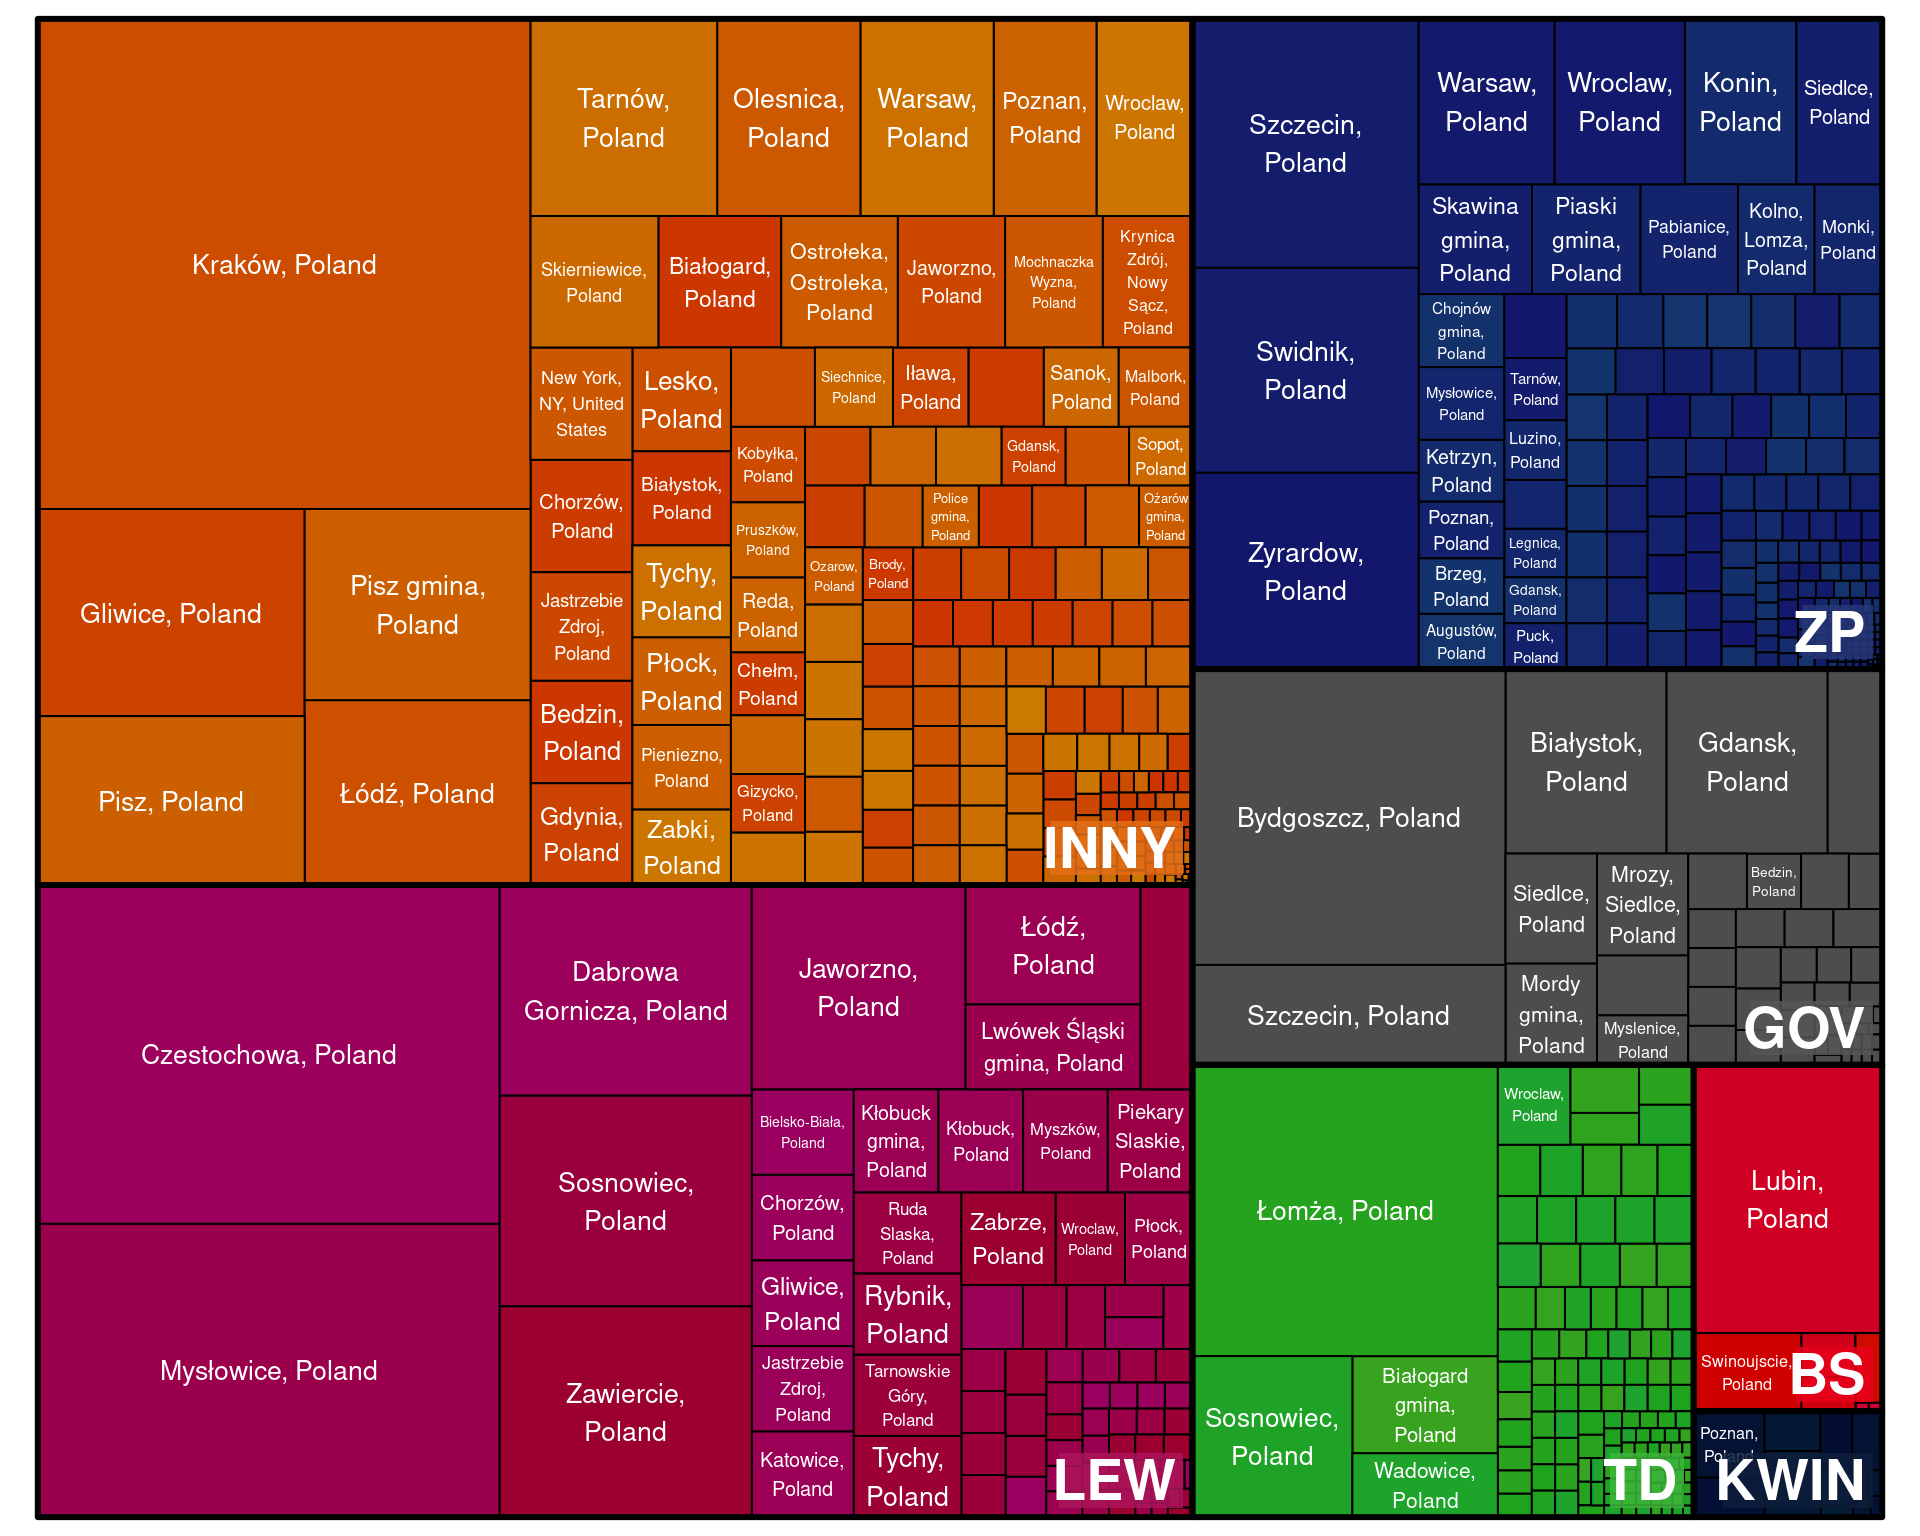 Kraków, Poland
Gliwice, Poland
Pisz gmina,
Poland
Pisz, Poland
Łódź, Poland
Tarnów,
Poland
Olesnica,
Poland
Warsaw,
Poland
Poznan,
Poland
Wroclaw,
Poland
Skierniewice,
Poland
Białogard,
Poland
Ostrołeka,
Ostroleka,
Poland
Jaworzno,
Poland
Mochnaczka
Wyzna,
Poland
Krynica
Zdrój,
Nowy
Sącz,
Poland
New York,
NY, United
States
Lesko,
Poland
Siechnice,
Poland
Iława,
Poland
Sanok,
Poland
Malbork,
Poland
Chorzów,
Poland
Białystok,
Poland
Kobyłka,
Poland
Gdansk,
Poland
Sopot,
Poland
Pruszków,
Poland
Police
gmina,
Poland
Ożarów
gmina,
Poland
Jastrzebie
Zdroj,
Poland
Tychy,
Poland
Reda,
Poland
Ozarow,
Poland
Brody,
Poland
Bedzin,
Poland
Płock,
Poland
Chełm,
Poland
Gdynia,
Poland
Pieniezno,
Poland
Gizycko,
Poland
Zabki,
Poland
INNY
Szczecin,
Poland
Swidnik,
Poland
Zyrardow,
Poland
Warsaw,
Poland
Wroclaw,
Poland
Konin,
Poland
Siedlce,
Poland
Skawina
gmina,
Poland
Piaski
gmina,
Poland
Pabianice,
Poland
Kolno,
Lomza,
Poland
Monki,
Poland
Chojnów
gmina,
Poland
Mysłowice,
Poland
Tarnów,
Poland
Ketrzyn,
Poland
Luzino,
Poland
Poznan,
Poland
Legnica,
Poland
Brzeg,
Poland
Gdansk,
Poland
Augustów,
Poland
Puck,
Poland
ZP
Bydgoszcz, Poland
Szczecin, Poland
Białystok,
Poland
Gdansk,
Poland
Siedlce,
Poland
Mrozy,
Siedlce,
Poland
Bedzin,
Poland
Mordy
gmina,
Poland
Myslenice,
Poland
GOV
Czestochowa, Poland
Mysłowice, Poland
Dabrowa
Gornicza, Poland
Sosnowiec,
Poland
Zawiercie,
Poland
Jaworzno,
Poland
Łódź,
Poland
Lwówek Śląski
gmina, Poland
Bielsko-Biała,
Poland
Kłobuck
gmina,
Poland
Kłobuck,
Poland
Myszków,
Poland
Piekary
Slaskie,
Poland
Chorzów,
Poland
Ruda
Slaska,
Poland
Zabrze,
Poland
Wroclaw,
Poland
Płock,
Poland
Gliwice,
Poland
Rybnik,
Poland
Jastrzebie
Zdroj,
Poland
Tarnowskie
Góry,
Poland
Katowice,
Poland
Tychy,
Poland
LEW
Łomża, Poland
Sosnowiec,
Poland
Białogard
gmina,
Poland
Wadowice,
Poland
Wroclaw,
Poland
TD
Lubin,
Poland
Swinoujscie,
Poland
BS
Poznan,
Poland
KWIN